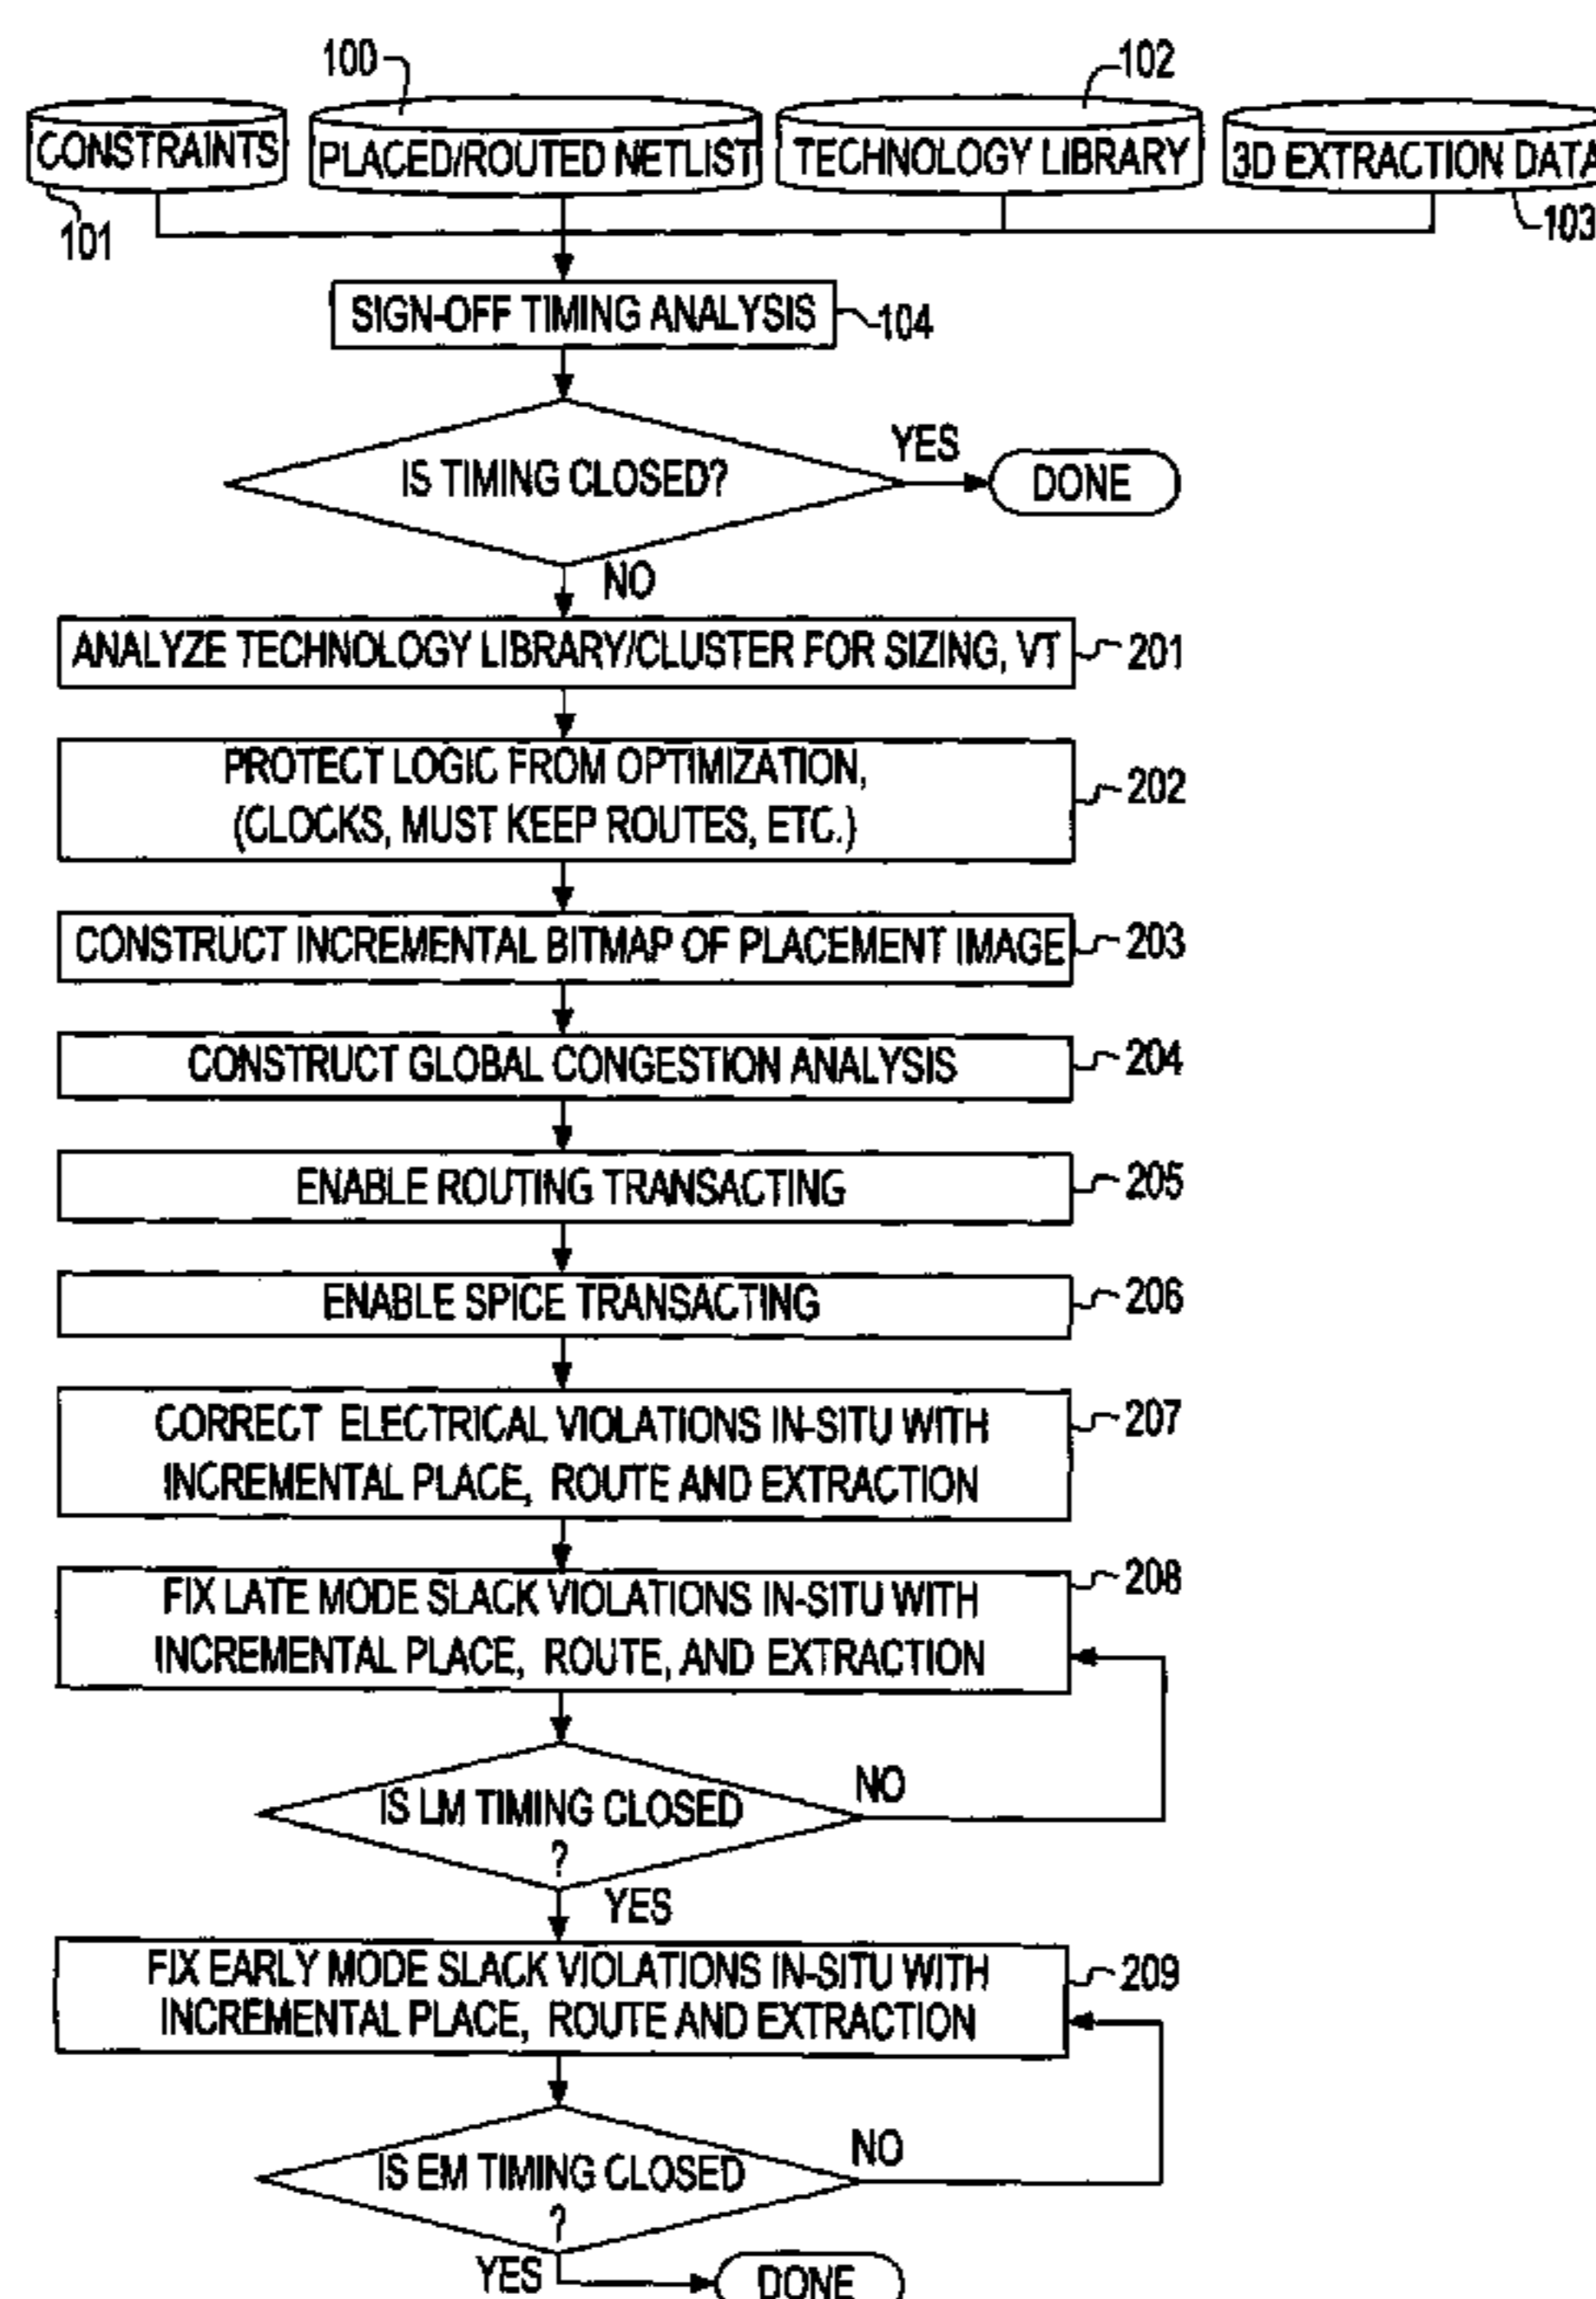 100
102
CONSTRAINTS
PLACED/ROUTED NETLIST
TECHNOLOGY LIBRARY
3D EXTRACTION DATA
101
103
SIGN-OFF TIMING ANALYSIS
104
IS TIMING CLOSED?
YES
DONE
NO
ANALYZE TECHNOLOGY LIBRARY/CLUSTER FOR SIZING, VT
201
PROTECT LOGIC FROM OPTIMIZATION,
(CLOCKS, MUST KEEP ROUTES, ETC.)
202
CONSTRUCT INCREMENTAL BITMAP OF PLACEMENT IMAGE
203
CONSTRUCT GLOBAL CONGESTION ANALYSIS
204
ENABLE ROUTING TRANSACTING
205
ENABLE SPICE TRANSACTING
206
CORRECT ELECTRICAL VIOLATIONS IN-SITU WITH
INCREMENTAL PLACE, ROUTE AND EXTRACTION
207
FIX LATE MODE SLACK VIOLATIONS IN-SITU WITH
INCREMENTAL PLACE, ROUTE, AND EXTRACTION
208
IS LM TIMING CLOSED
?
NO
YES
FIX EARLY MODE SLACK VIOLATIONS IN-SITU WITH
INCREMENTAL PLACE, ROUTE AND EXTRACTION
209
IS EM TIMING CLOSED
?
NO
YES
DONE